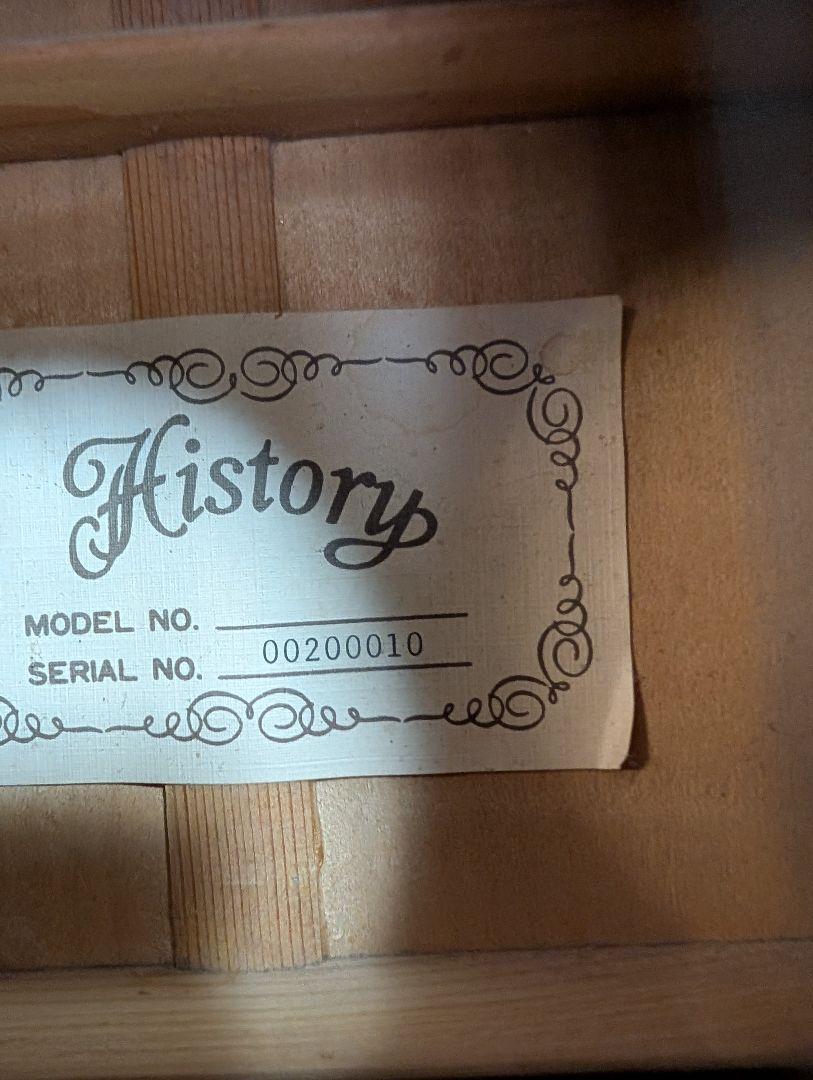 History
MODEL NO.
SERIAL NO. 00200010